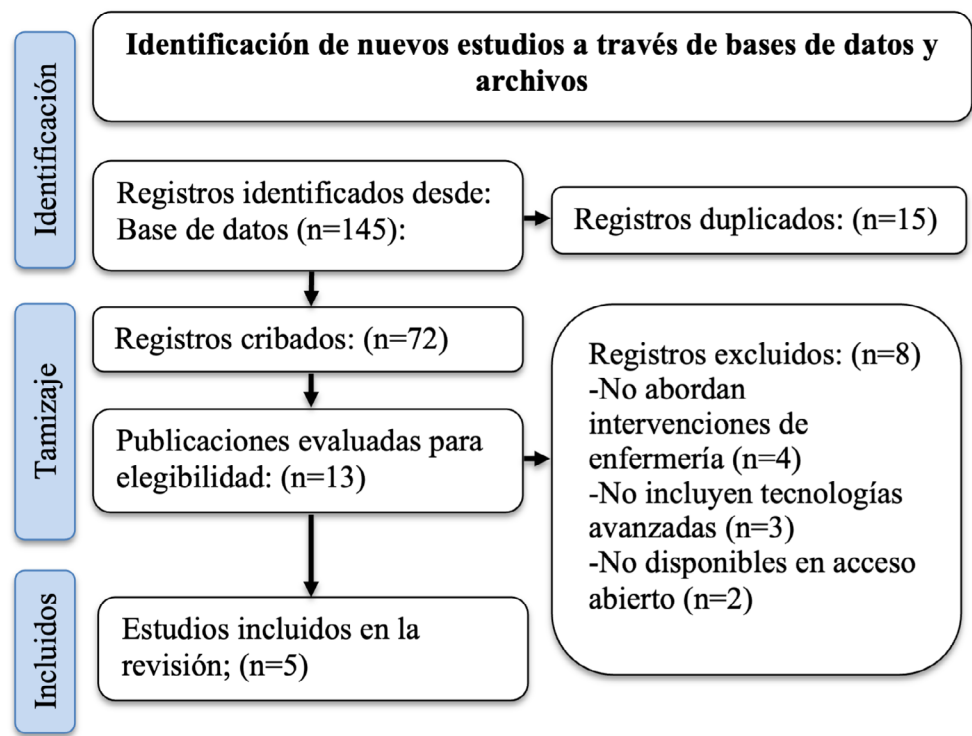 Identificación de nuevos estudios a través de bases de datos y
archivos
Identificación
Registros identificados desde:
Base de datos (n=145):
Registros duplicados: (n=15)
Tamizaje
Registros cribados: (n=72)
Publicaciones evaluadas para
elegibilidad: (n=13)
Registros excluidos: (n=8)
-No abordan
intervenciones de
enfermería (n=4)
-No incluyen tecnologías
avanzadas (n=3)
-No disponibles en acceso
abierto (n=2)
Incluidos
Estudios incluidos en la
revisión; (n=5)